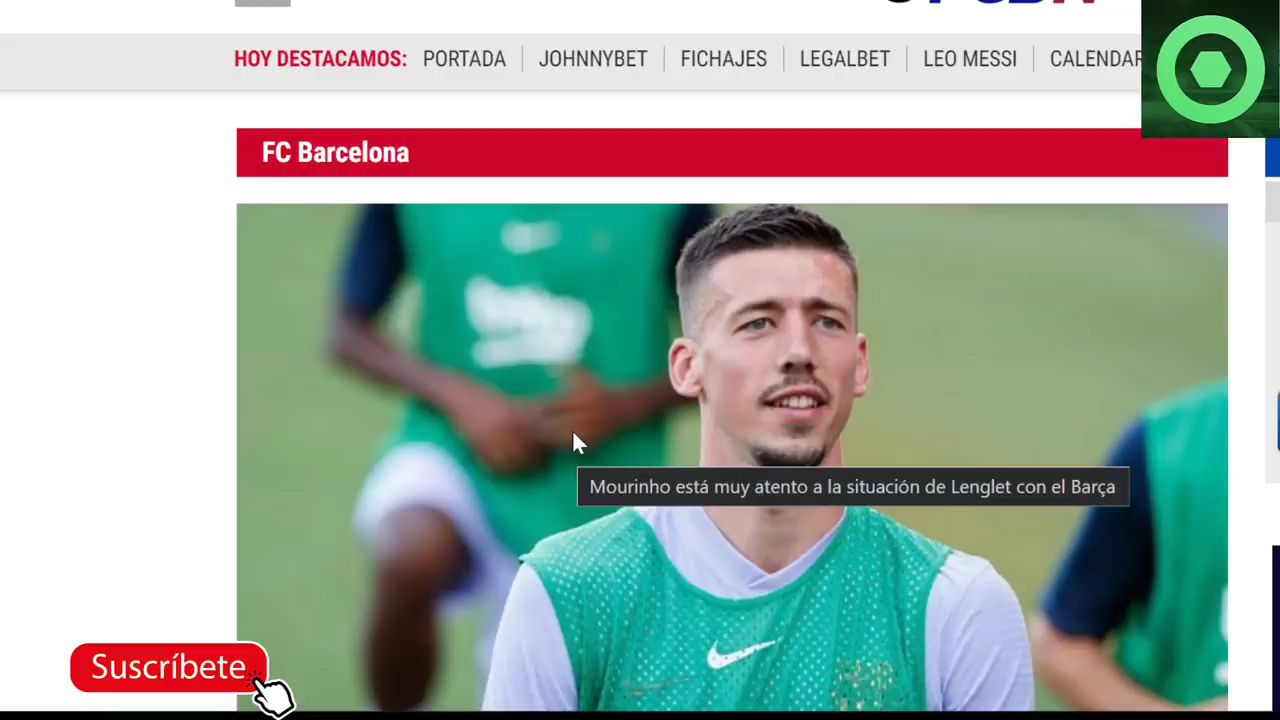 HOY DESTACAMOS: PORTADA JOHNNYBET FICHAJES LEGALBET LEO MESSI CALENDAR
FC Barcelona
Mourinho está muy atento a la situación de Lenglet con el Barça
Suscríbete